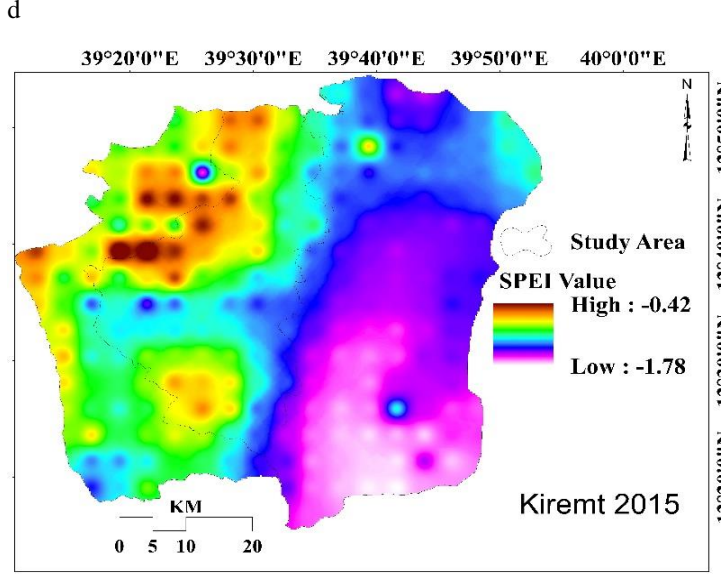 d
39°20'0"E 39°30'0"E 39°40'0"E 39°50'0"E 40°0'0"E
N
Study Area
SPEI Value
High : -0.42
Low : -1.78
Kiremt 2015
KM
0 5 10 20